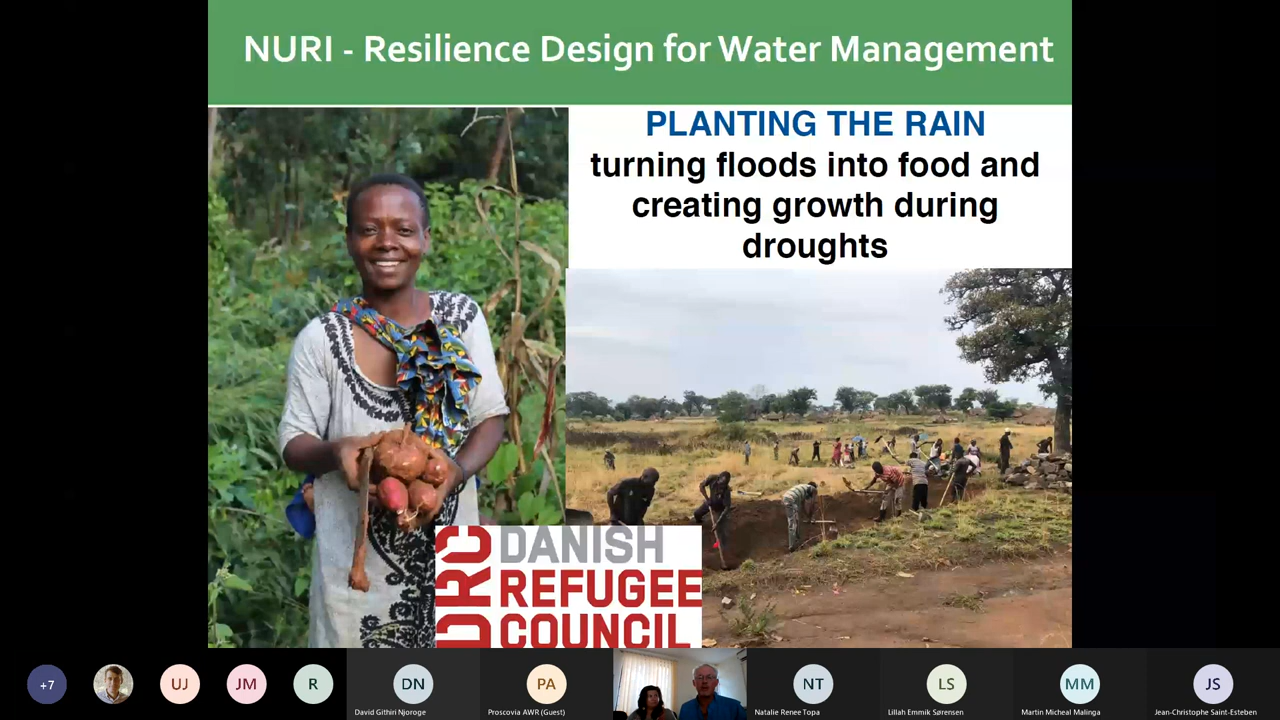 NURI - Resilience Design for Water Management
PLANTING THE RAIN
turning floods into food and
creating growth during
droughts
DRC
DANISH
REFUGEE
COUNCIL
+7
UJ
JM
R
DN
David Githiri Njoroge
PA
Proscovia AWR (Guest)
NT
Natalie Renee Topa
LS
Lillah Emmik Sørensen
MM
Martin Micheal Malinga
JS
Jean-Christophe Saint-Esteben